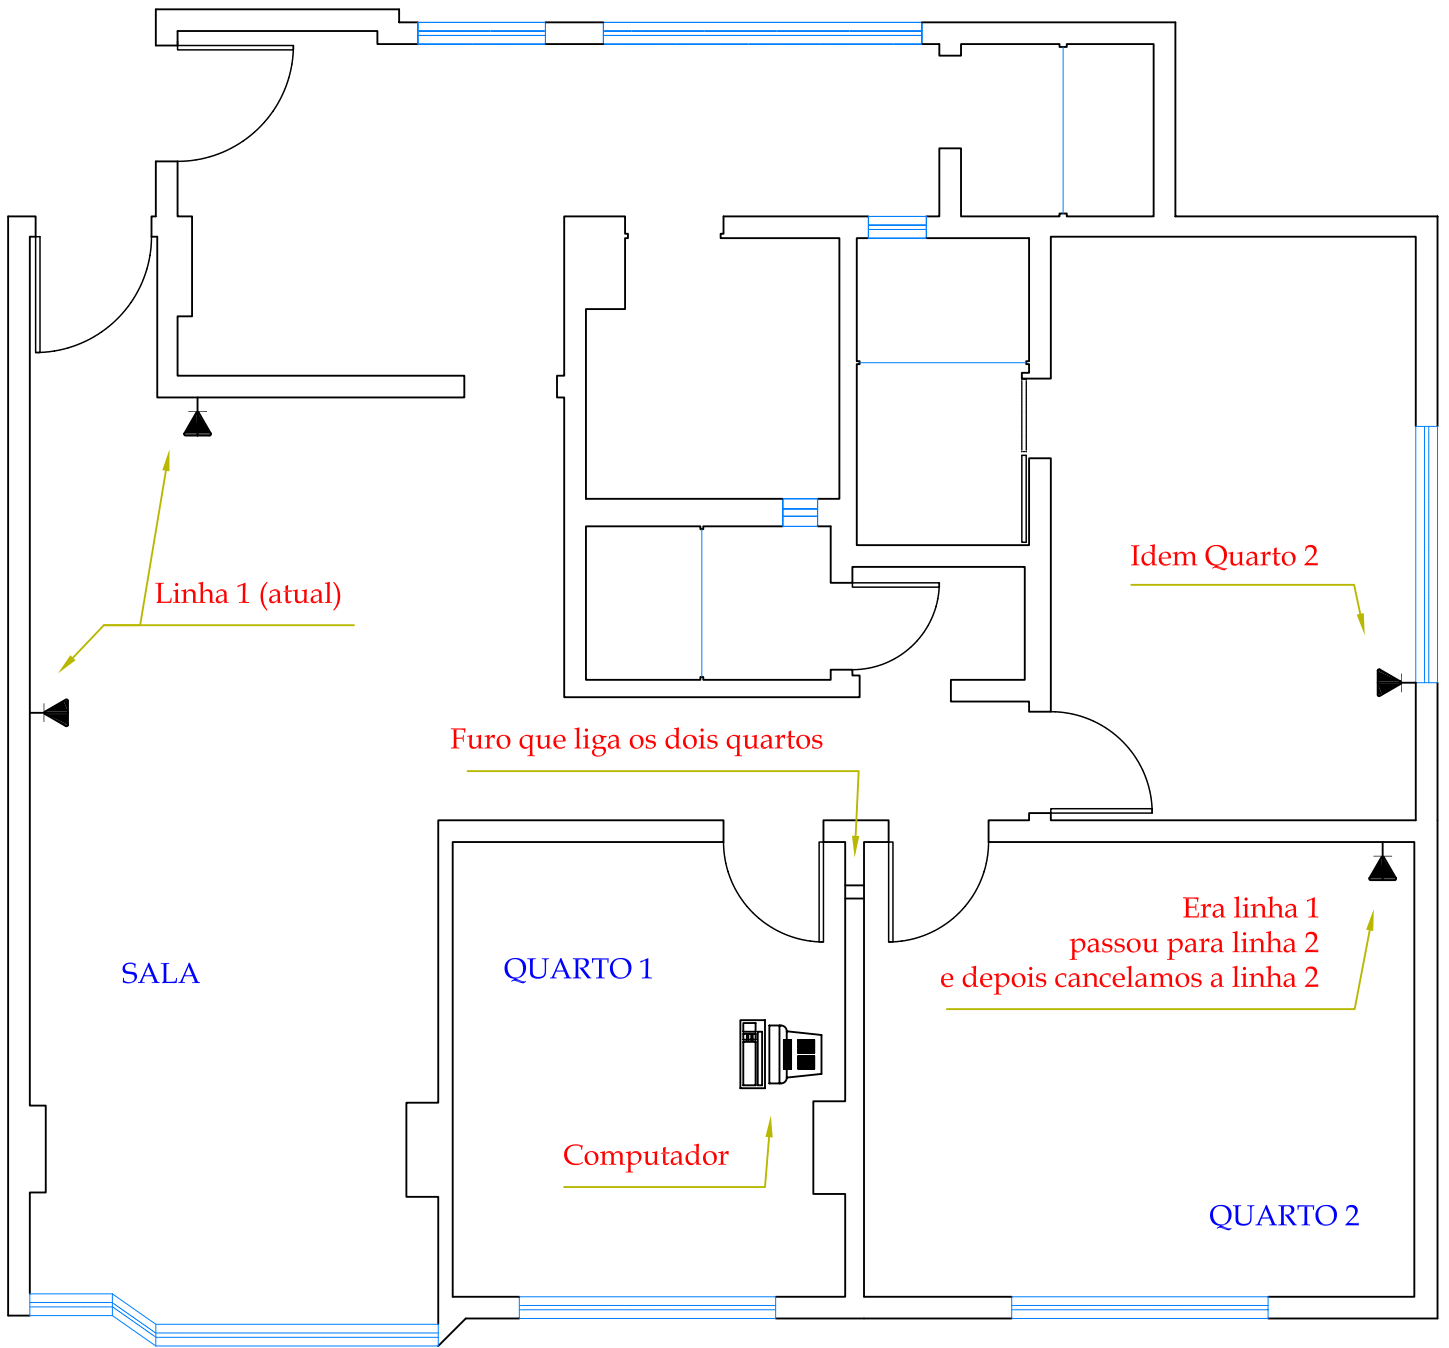 Idem Quarto 2
Linha 1 (atual)
Furo que liga os dois quartos
Era linha 1
passou para linha 2
e depois cancelamos a linha 2
SALA
QUARTO 1
Computador
QUARTO 2